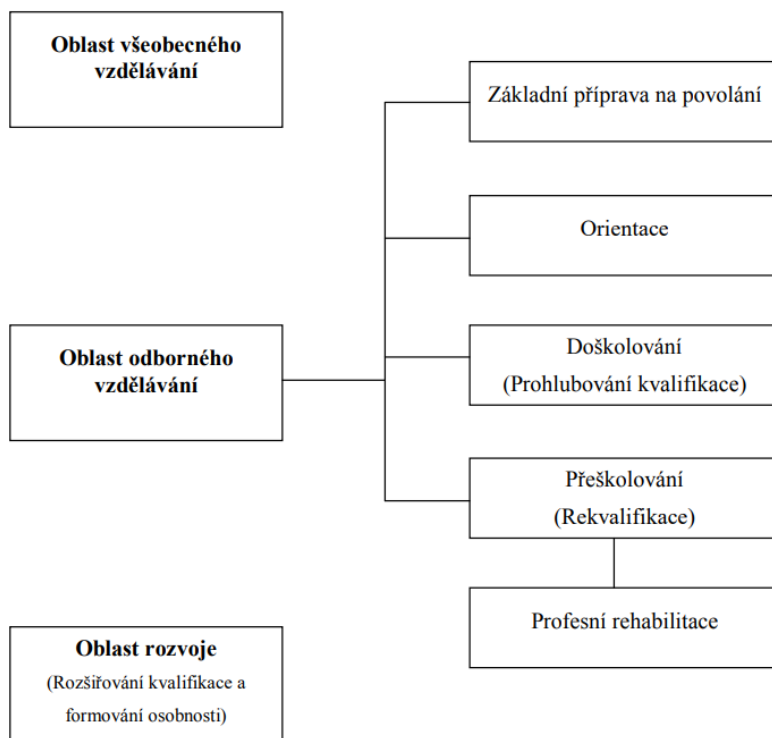 Oblast všeobecného
vzdělávání
Základní příprava na povolání
Orientace
Oblast odborného
vzdělávání
Doškolování
(Prohlubování kvalifikace)
Přeškolování
(Rekvalifikace)
Profesní rehabilitace
Oblast rozvoje
(Rozšiřování kvalifikace a
formování osobnosti)